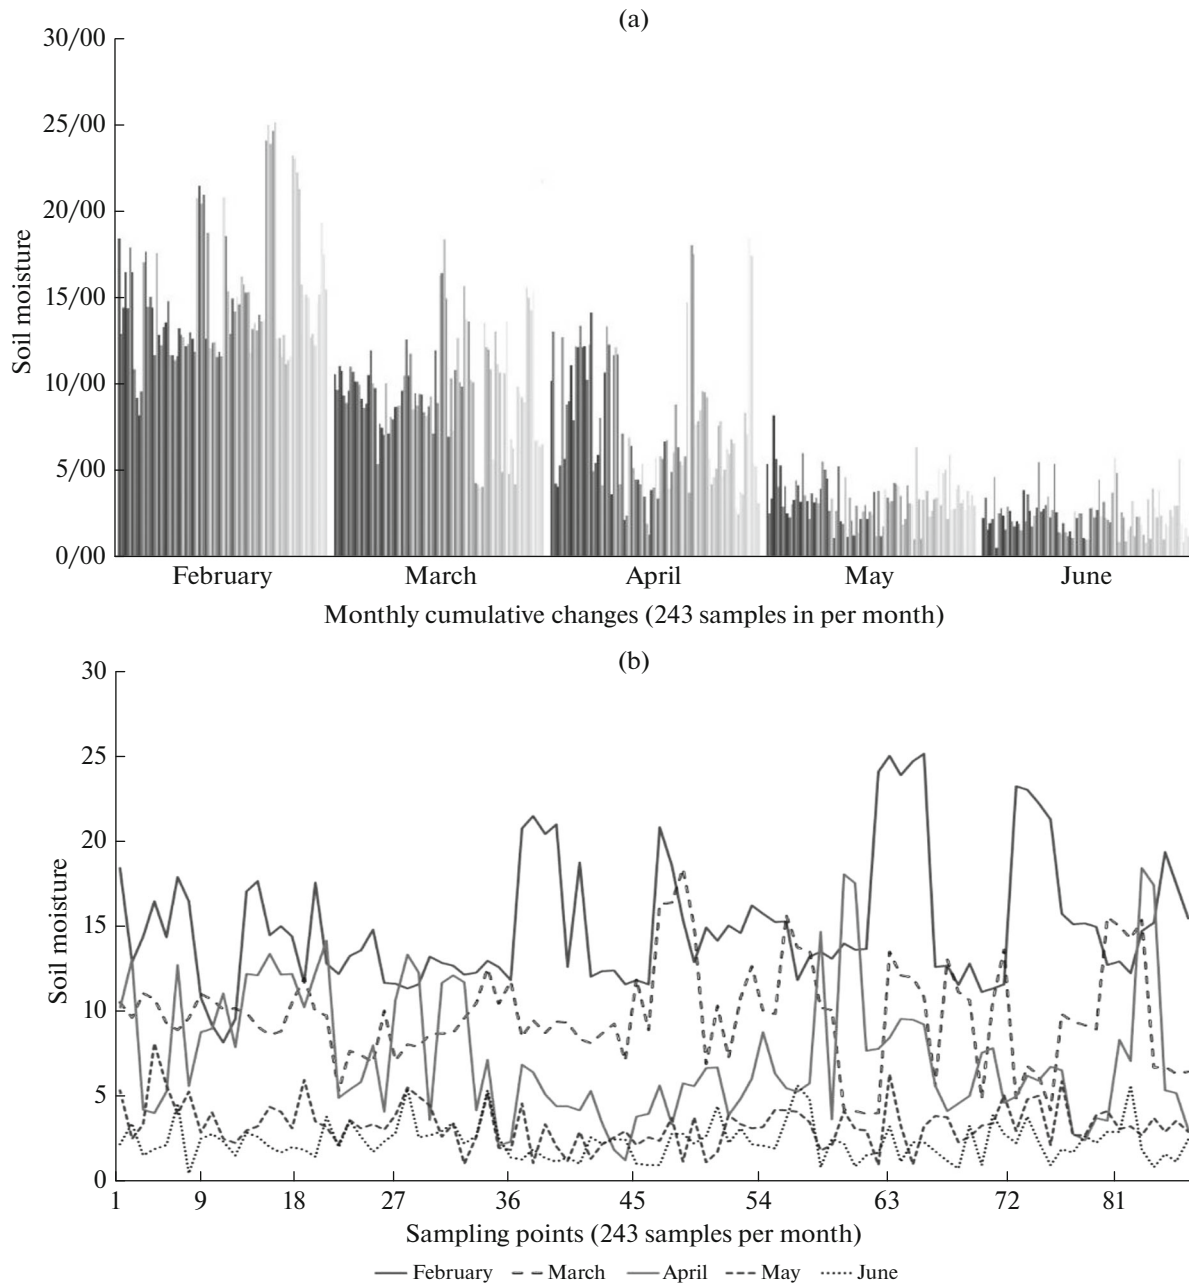 (a)
30/00
25/00
20/00
15/00
10/00
5/00
0/00
Soil moisture
February March April May June
Monthly cumulative changes (243 samples in per month)
(b)
30
25
20
15
10
5
0
Soil moisture
1 9 18 27 36 45 54 63 72 81
Sampling points (243 samples per month)
February March April May June